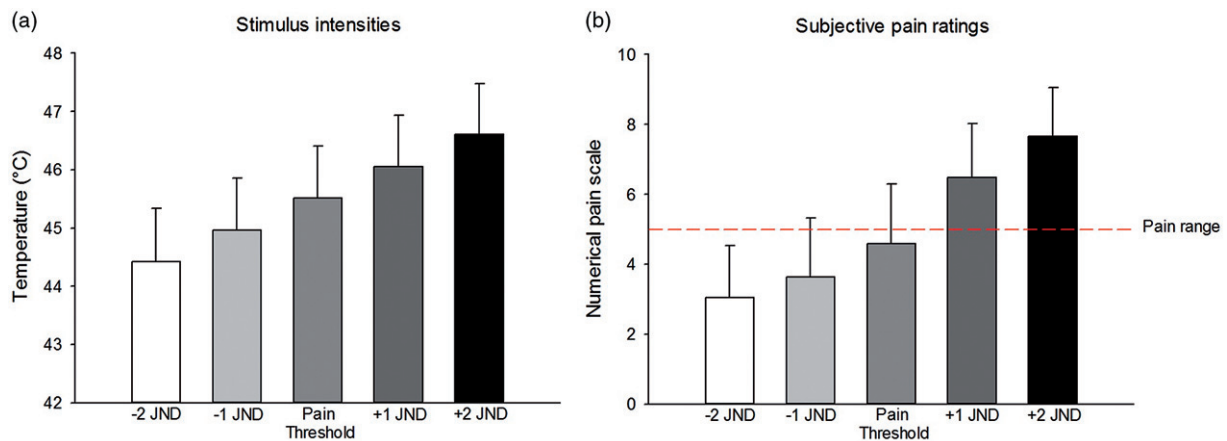 (a)
Stimulus intensities
Temperature (°C)
48
47
46
45
44
43
42
-2 JND
-1 JND
Pain
Threshold
+1 JND
+2 JND
(b)
Subjective pain ratings
Numerical pain scale
10
8
6
4
2
0
Pain range
-2 JND
-1 JND
Pain
Threshold
+1 JND
+2 JND